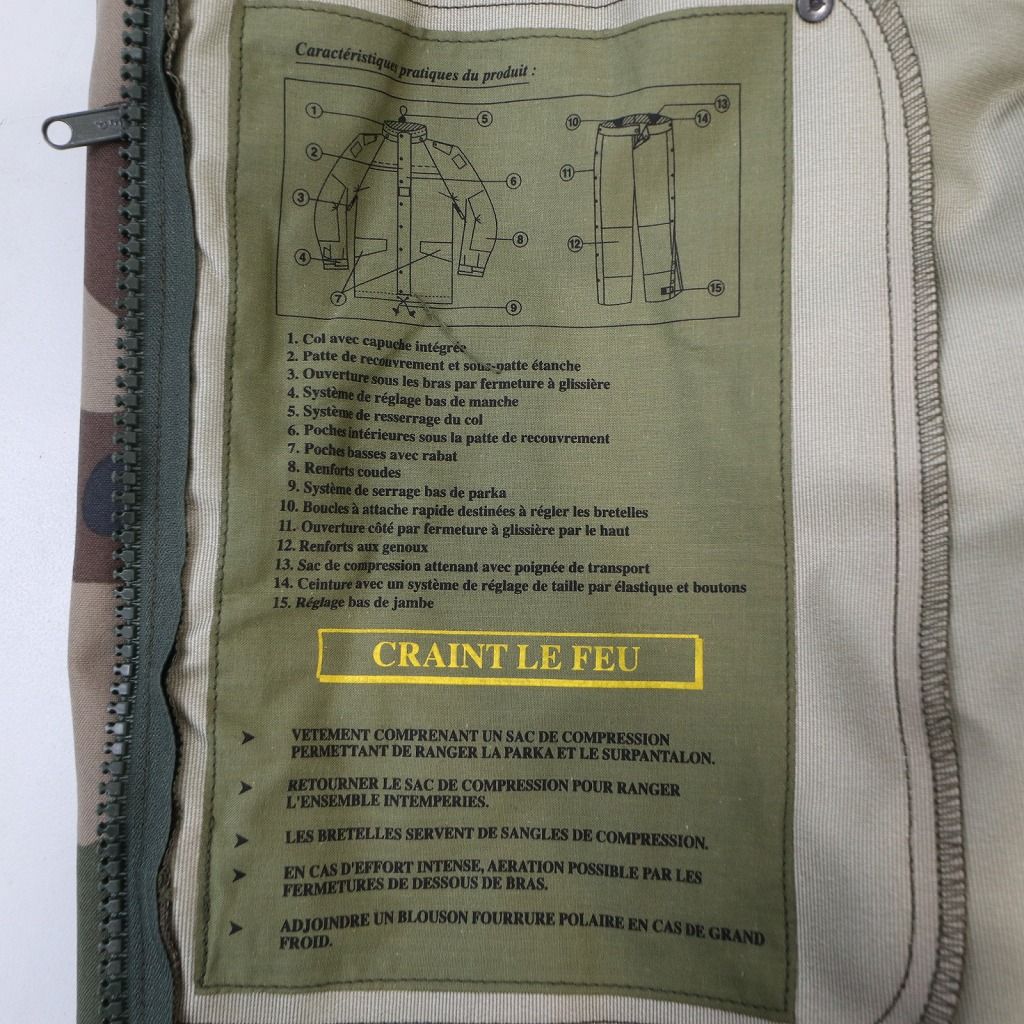 Caractéristiques pratiques du produit :
1
5
2
6
3
8
4
7
9
13
10
14
11
12
15
1. Col avec capuche intégrée
2. Patte de recouvrement et sous-patte étanche
3. Ouverture sous les bras par fermeture à glissière
4. Système de réglage bas de manche
5. Système de resserrage du col
6. Poches intérieures sous la patte de recouvrement
7. Poches basses avec rabat
8. Renforts coudes
9. Système de serrage bas de parka
10. Boucles à attache rapide destinées à régler les bretelles
11. Ouverture côté par fermeture à glissière par le haut
12. Renforts aux genoux
13. Sac de compression attenant avec poignée de transport
14. Ceinture avec un système de réglage de taille par élastique et boutons
15. Réglage bas de jambe
CRAINT LE FEU
➤ VETEMENT COMPRENANT UN SAC DE COMPRESSION
PERMETTANT DE RANGER LA PARKA ET LE SURPANTALON.
➤ RETOURNER LE SAC DE COMPRESSION POUR RANGER
L'ENSEMBLE INTEMPERIES.
➤ LES BRETELLES SERVENT DE SANGLES DE COMPRESSION.
➤ EN CAS D'EFFORT INTENSE, AERATION POSSIBLE PAR LES
FERMETURES DE DESSOUS DE BRAS.
➤ ADJOINDRE UN BLOUSON FOURRURE POLAIRE EN CAS DE GRAND
FROID.